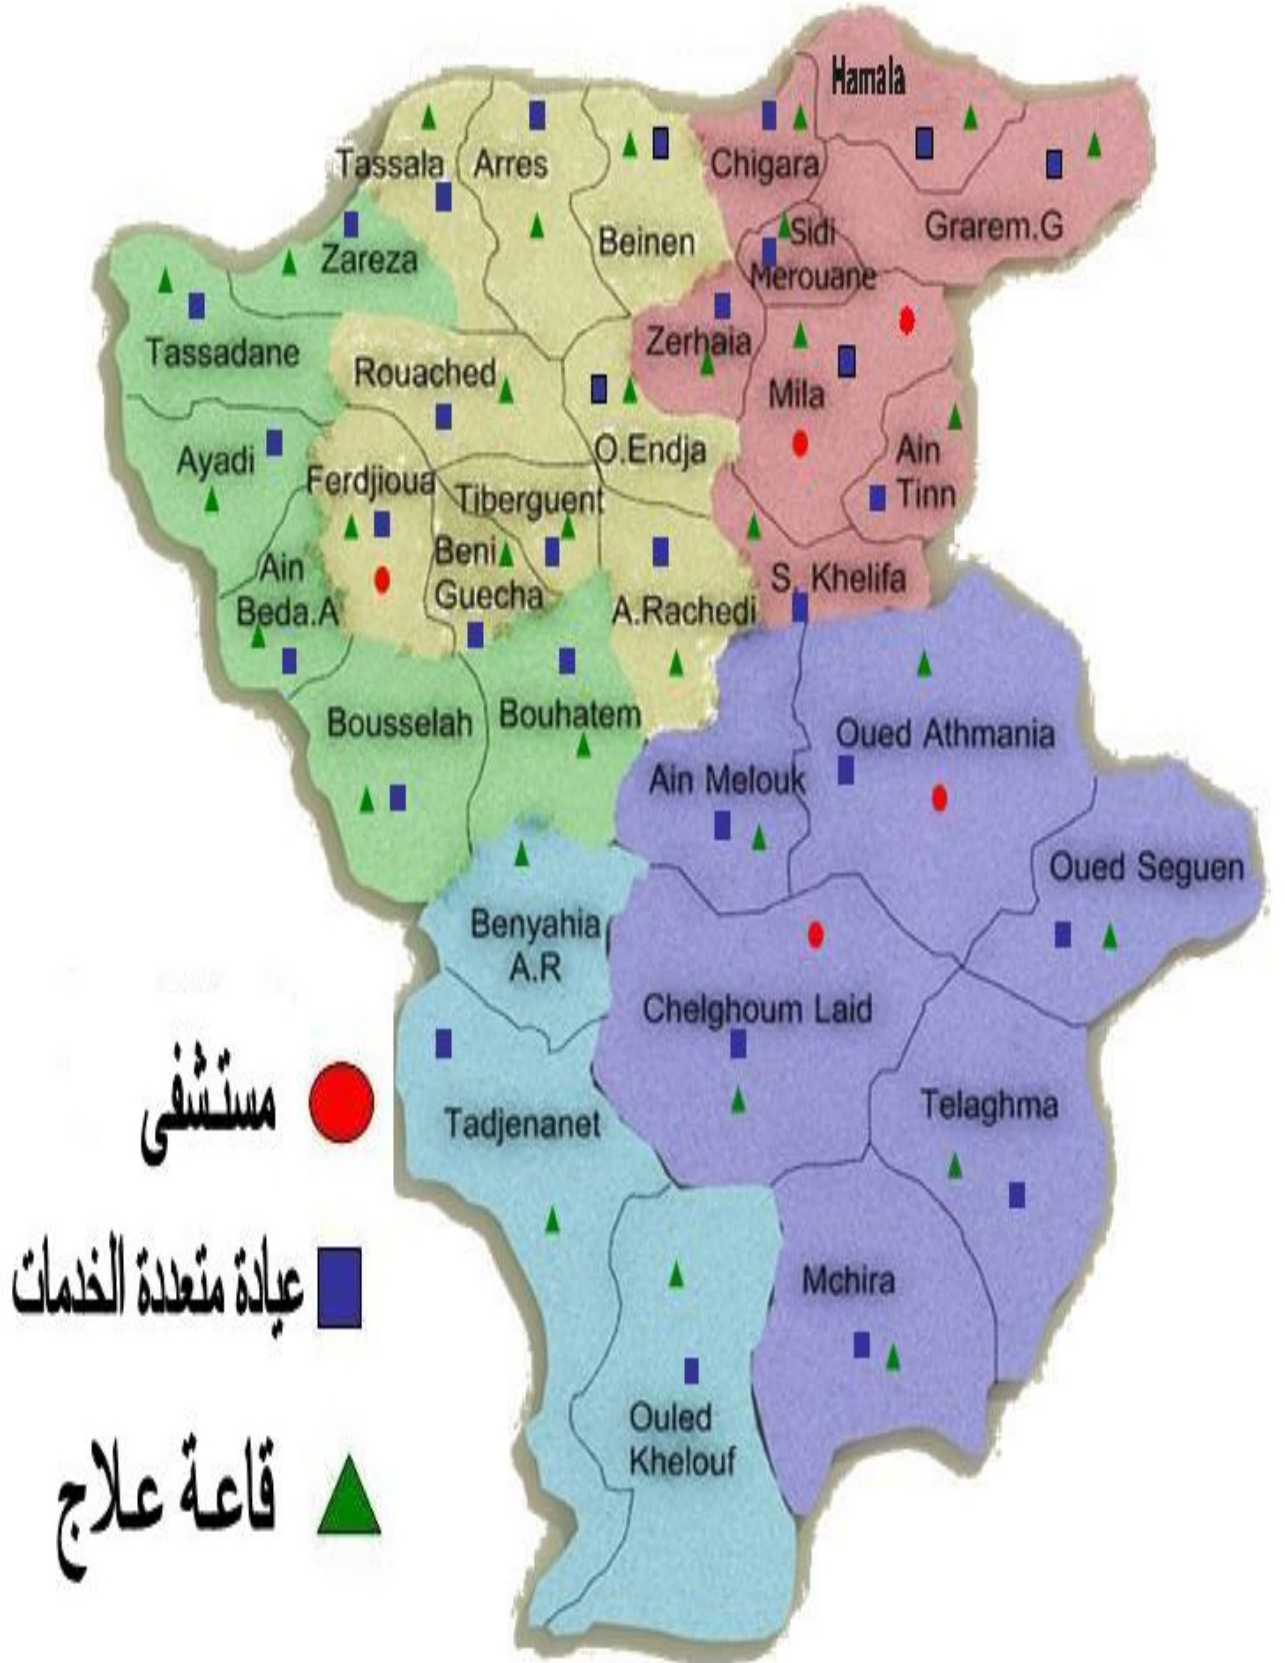 Hamala
Tassala
Arres
Chigara
Beinen
Grarem.G
Sidi
Merouane
Zareza
Zerhaia
Tassadane
Rouached
Mila
O.Endja
Ain
Tinn
Ayadi
Ferdjioua
Tiberguent
Beni
Guecha
Ain
Beda.A
A.Rachedi
S. Khelifa
Bousselah
Bouhatem
Ain Melouk
Oued Athmania
Oued Seguen
Benyahia
A.R
Chelghoum Laid
Tadjenanet
Telaghma
Mchira
Ouled
Khelouf
مستشفى
عيادة متعددة الخدمات
قاعة علاج